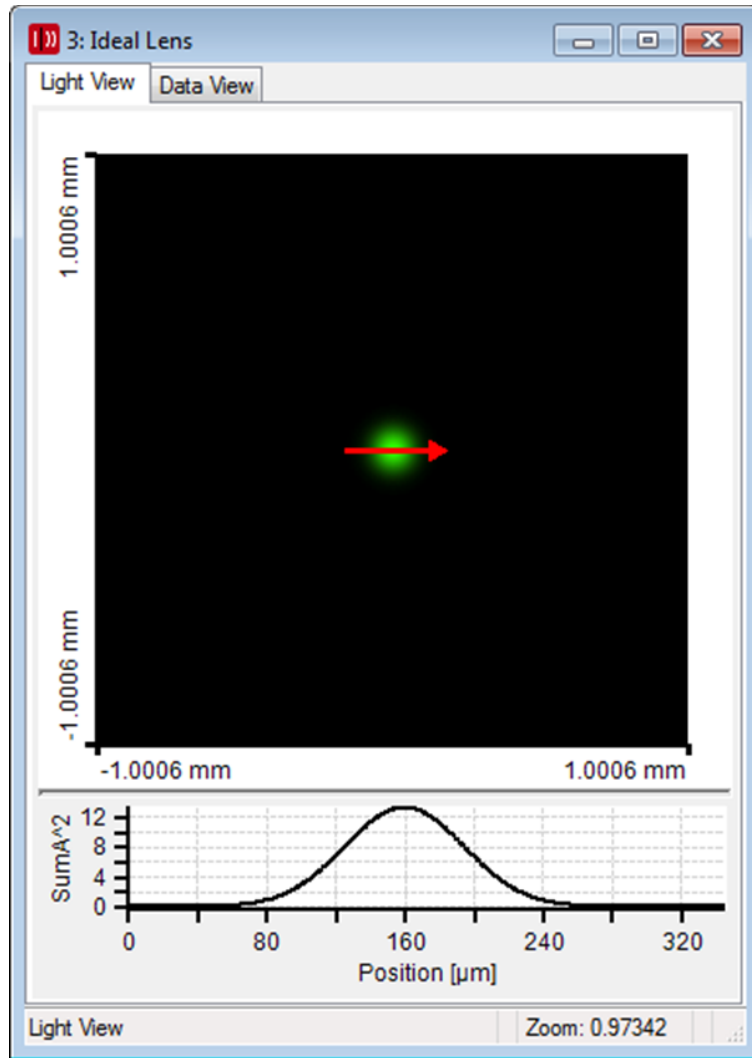 3: Ideal Lens
Light View Data View
1.0006 mm
-1.0006 mm
-1.0006 mm 1.0006 mm
SumA^2
12
8
4
0
0 80 160 240 320
Position [µm]
Light View Zoom: 0.97342